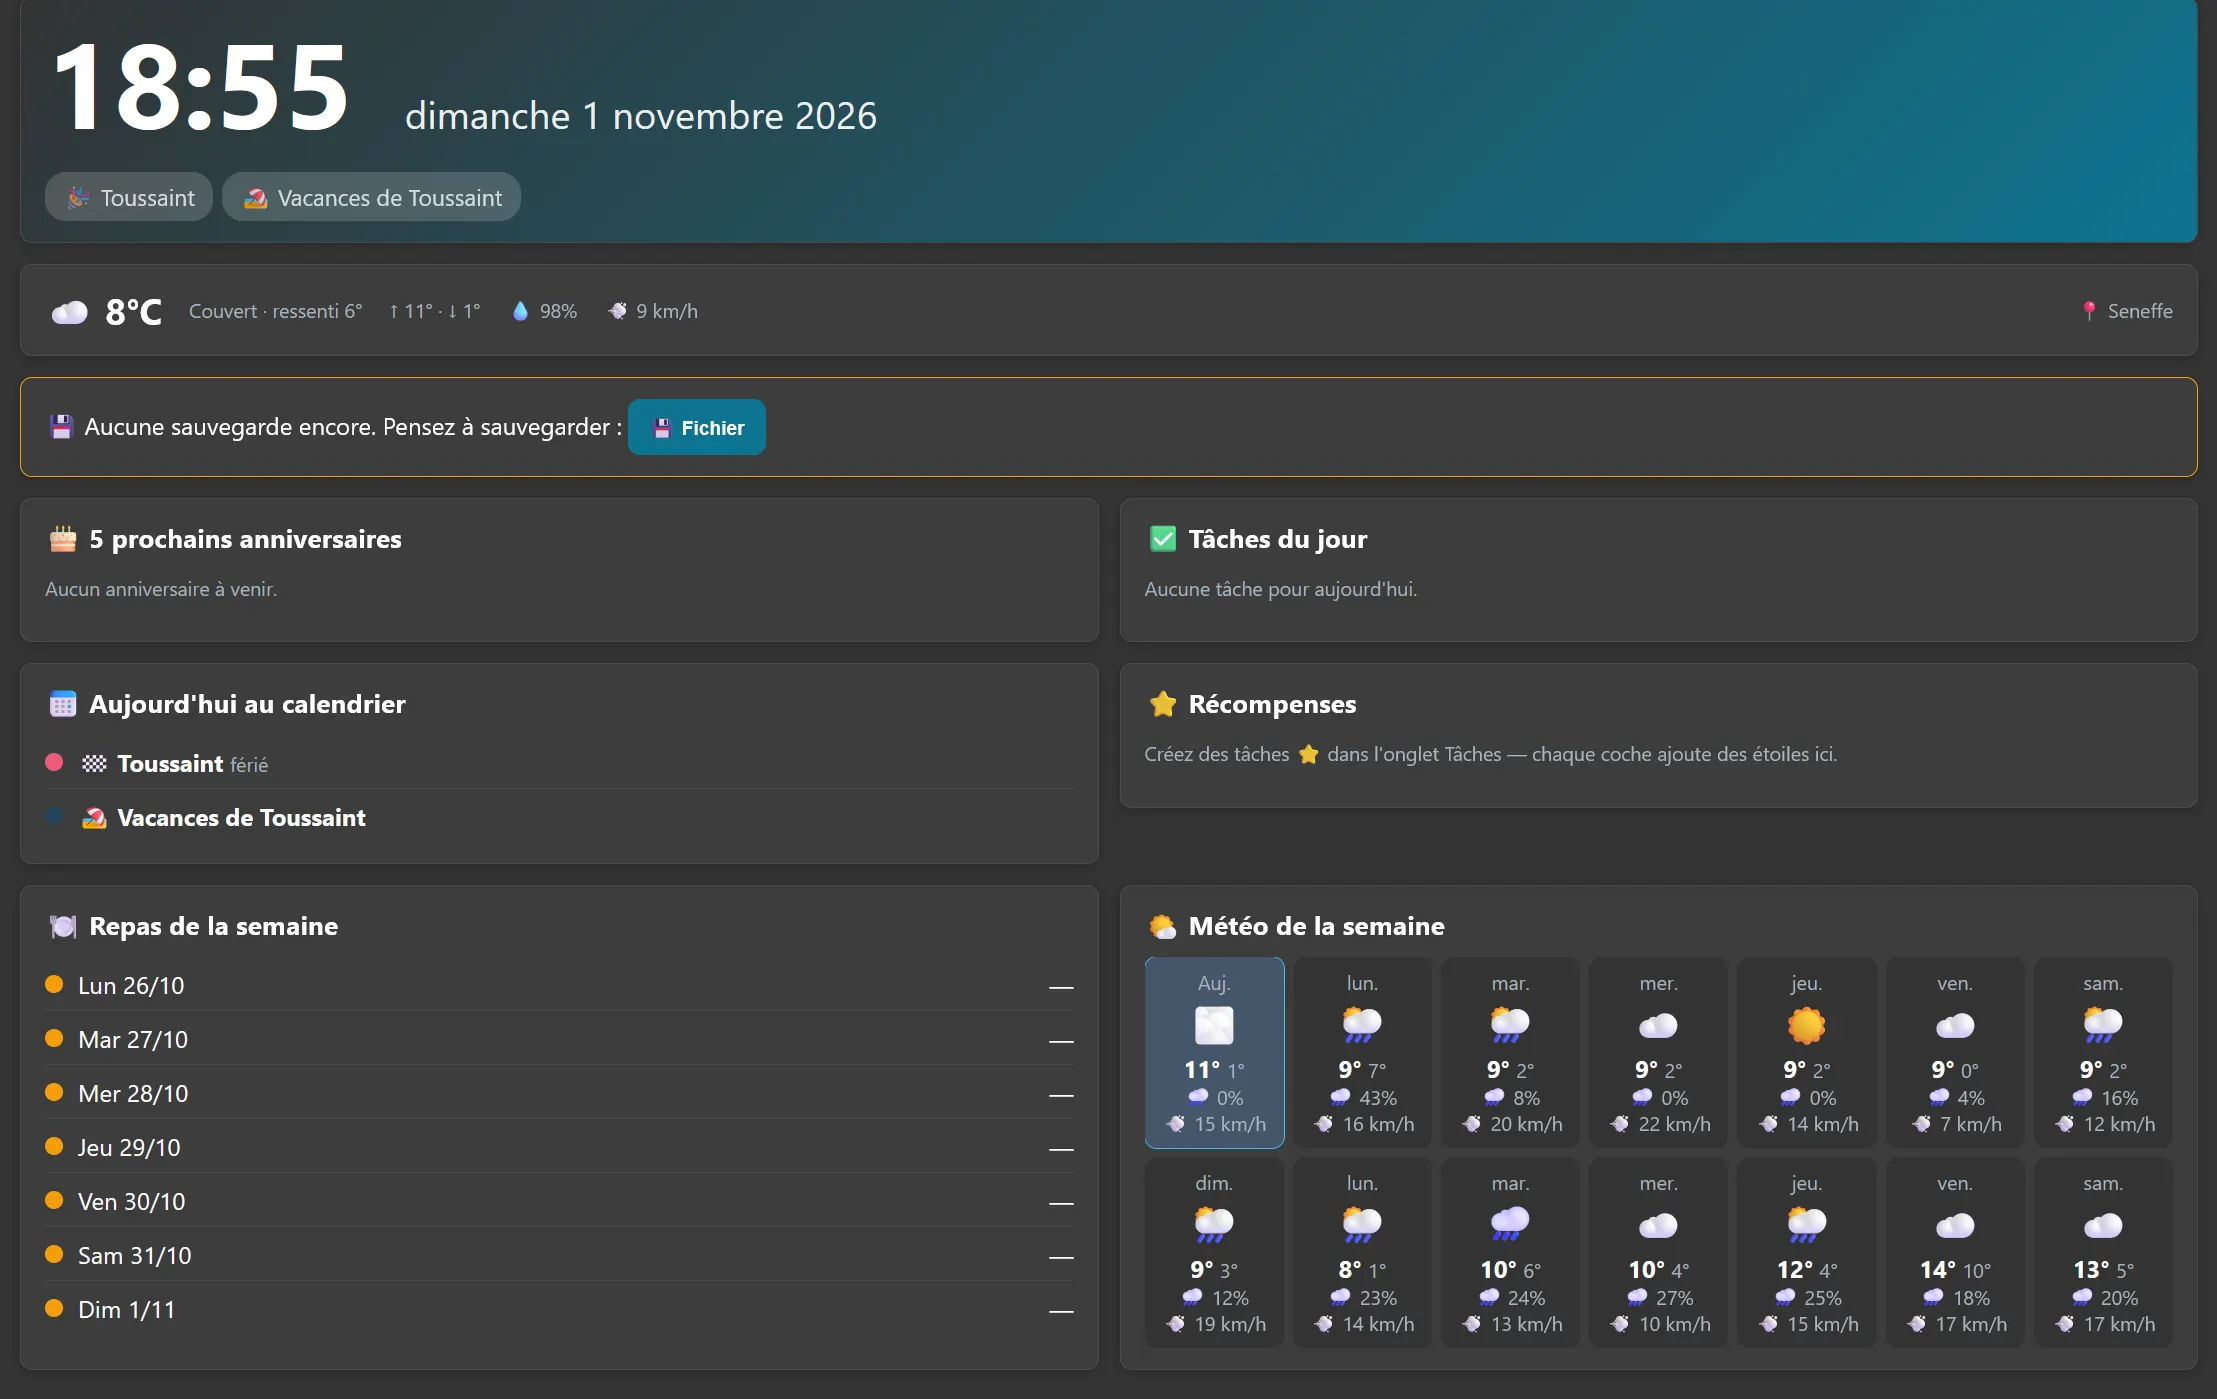 18:55
dimanche 1 novembre 2026
Toussaint
Vacances de Toussaint
8°C
Couvert · ressenti 6°
↑ 11° · ↓ 1°
98%
9 km/h
Seneffe
Aucune sauvegarde encore. Pensez à sauvegarder :
Fichier
5 prochains anniversaires
Aucun anniversaire à venir.
Tâches du jour
Aucune tâche pour aujourd'hui.
Aujourd'hui au calendrier
Toussaint férié
Vacances de Toussaint
Récompenses
Créez des tâches ⭐ dans l'onglet Tâches — chaque coche ajoute des étoiles ici.
Repas de la semaine
Lun 26/10 —
Mar 27/10 —
Mer 28/10 —
Jeu 29/10 —
Ven 30/10 —
Sam 31/10 —
Dim 1/11 —
Météo de la semaine
Auj. lun. mar. mer. jeu. ven. sam.
11° 1° 9° 7° 9° 2° 9° 2° 9° 2° 9° 0° 9° 2°
0% 43% 8% 0% 0% 4% 16%
15 km/h 16 km/h 20 km/h 22 km/h 14 km/h 7 km/h 12 km/h
dim. lun. mar. mer. jeu. ven. sam.
9° 3° 8° 1° 10° 6° 10° 4° 12° 4° 14° 10° 13° 5°
12% 23% 24% 27% 25% 18% 20%
19 km/h 14 km/h 13 km/h 10 km/h 15 km/h 17 km/h 17 km/h